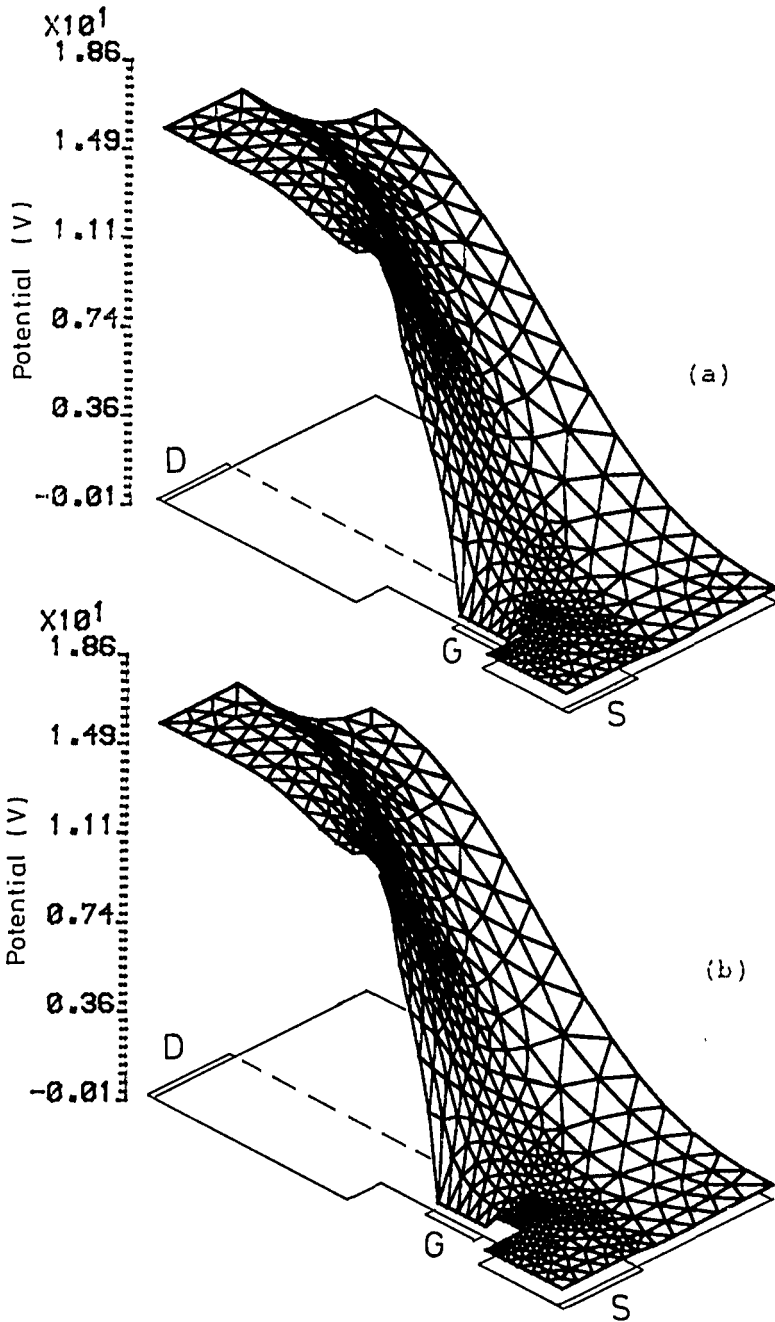 X10¹
1.86
1.49
1.11
0.74
0.36
-0.01
Potential (V)
(a)
D
G
S
X10¹
1.86
1.49
1.11
0.74
0.36
-0.01
Potential (V)
(b)
D
G
S